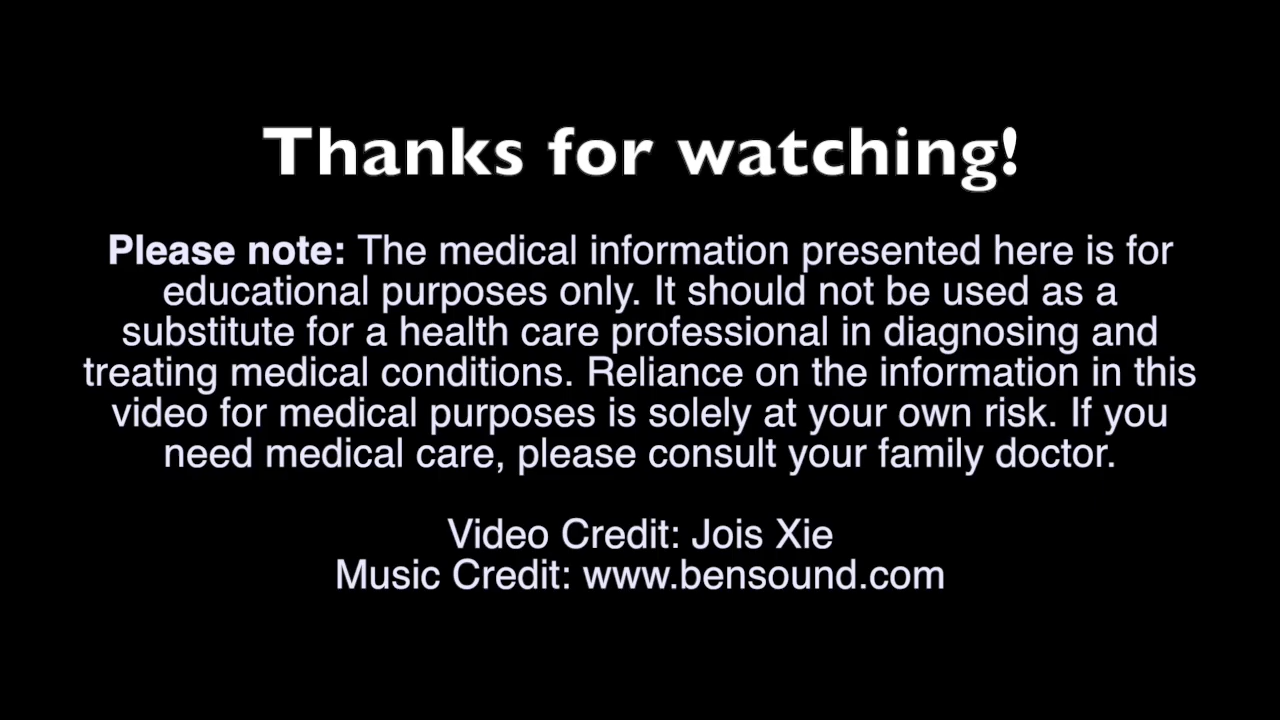 Thanks for watching!
Please note: The medical information presented here is for
educational purposes only. It should not be used as a
substitute for a health care professional in diagnosing and
treating medical conditions. Reliance on the information in this
video for medical purposes is solely at your own risk. If you
need medical care, please consult your family doctor.
Video Credit: Jois Xie
Music Credit: www.bensound.com